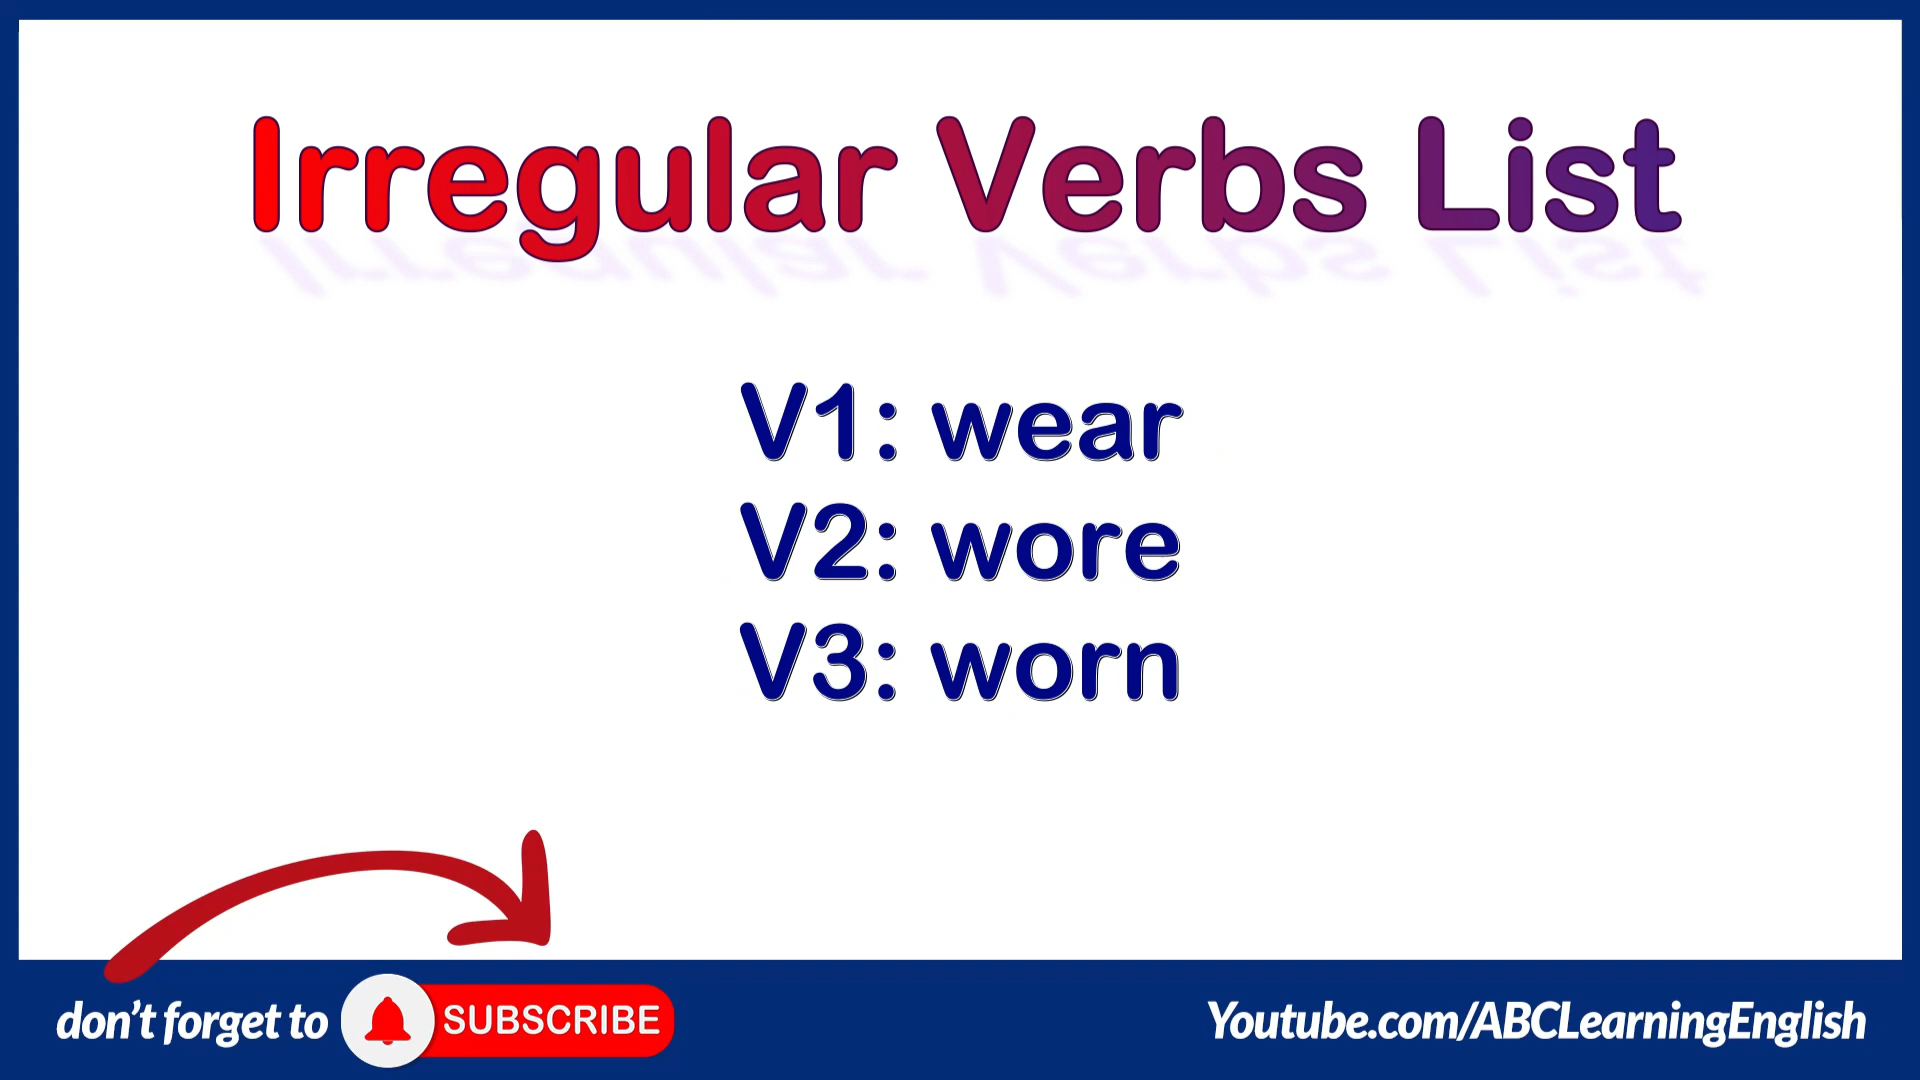 Irregular Verbs List
V1: wear
V2: wore
V3: worn
don't forget to SUBSCRIBE
Youtube.com/ABCLearningEnglish